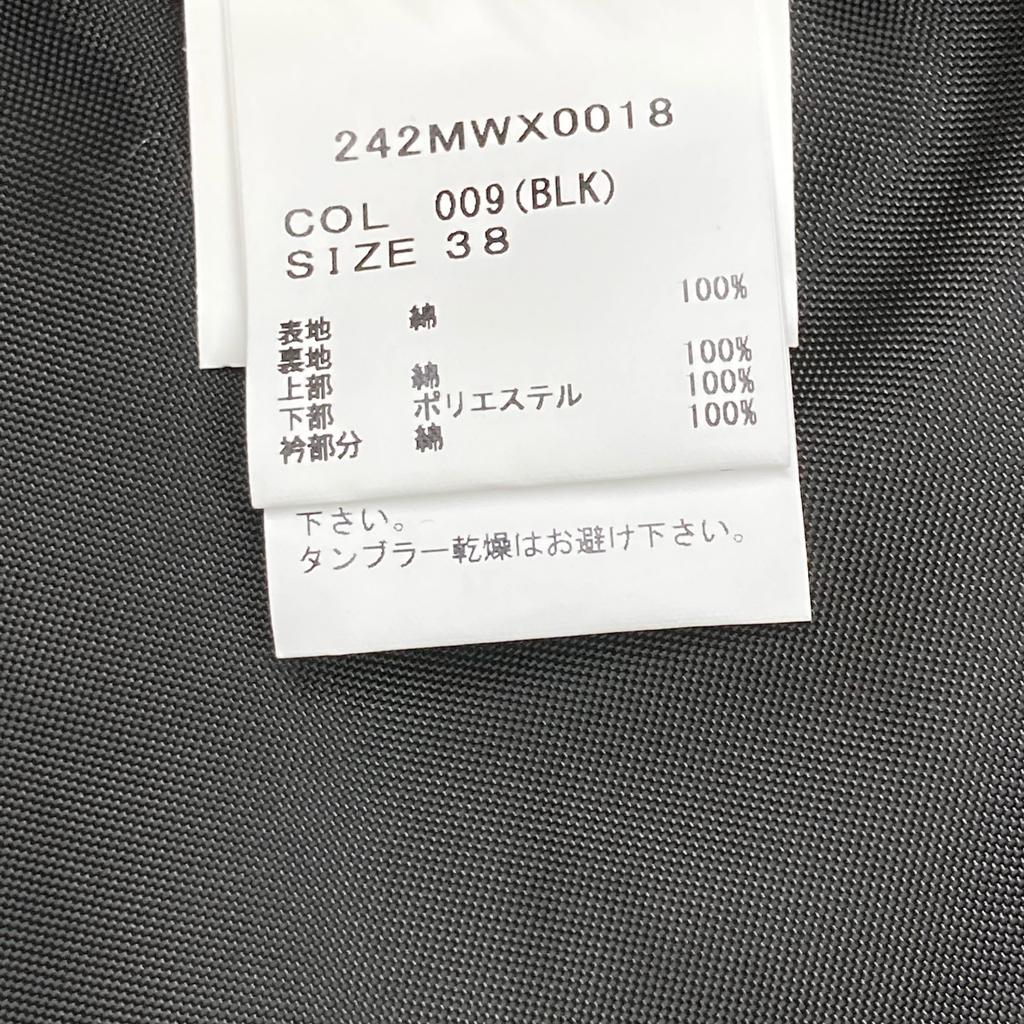 242MWX0018
COL 009(BLK)
SIZE 38
表地 綿 100%
裏地
上部 綿 100%
下部 ポリエステル 100%
衿部分 綿 100%
下さい。
タンブラー乾燥はお避け下さい。